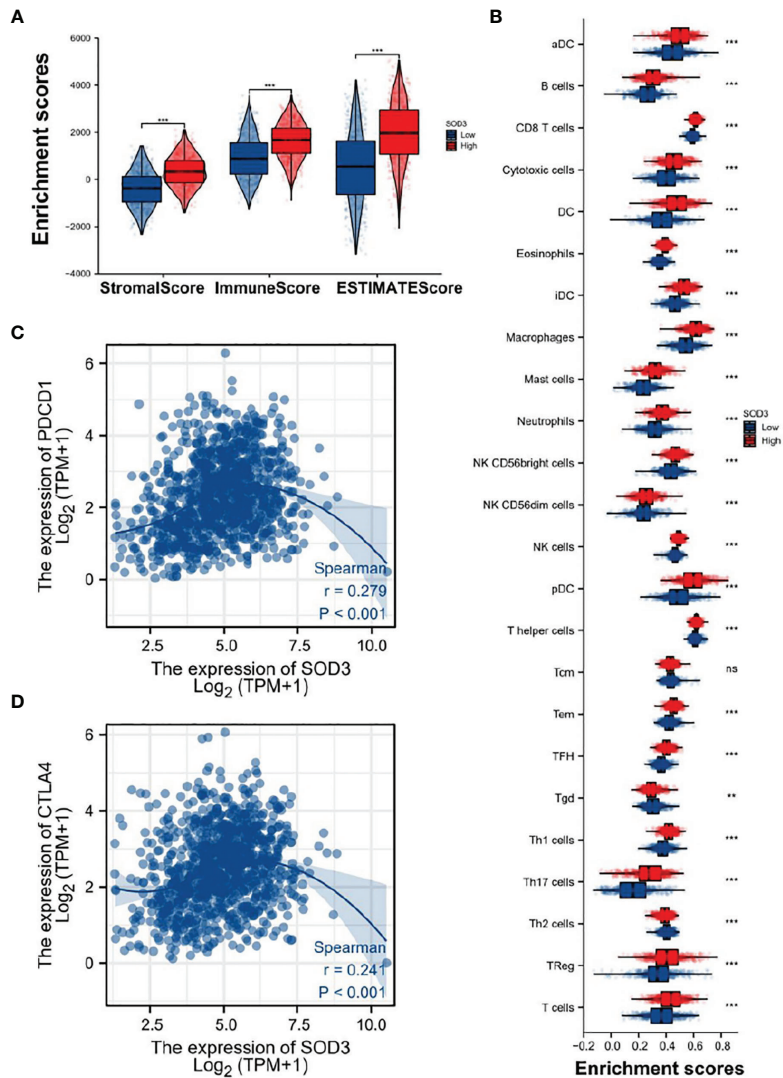 A
Enrichment scores
6000
4000
2000
0
−2000
−4000
***
***
***
StromalScore
ImmuneScore
ESTIMATEScore
SOD3
Low
High
B
aDC
***
B cells
***
CD8 T cells
***
Cytotoxic cells
***
DC
***
Eosinophils
***
iDC
***
Macrophages
***
Mast cells
***
Neutrophils
***
NK CD56bright cells
***
NK CD56dim cells
***
NK cells
***
pDC
***
T helper cells
***
Tcm
ns
Tem
***
TFH
***
Tgd
**
Th1 cells
***
Th17 cells
***
Th2 cells
***
TReg
***
T cells
***
SOD3
Low
High
−0.2
0.0
0.2
0.4
0.6
0.8
Enrichment scores
C
The expression of PDCD1
Log2 (TPM+1)
6
4
2
0
Spearman
r = 0.279
P < 0.001
2.5
5.0
7.5
10.0
The expression of SOD3
Log2 (TPM+1)
D
The expression of CTLA4
Log2 (TPM+1)
6
4
2
0
Spearman
r = 0.241
P < 0.001
2.5
5.0
7.5
10.0
The expression of SOD3
Log2 (TPM+1)